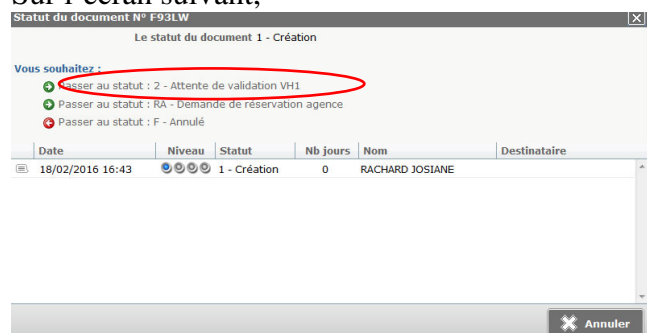 Sur l'écran suivant,
Statut du document N° F93LW
Le statut du document 1 - Création
Vous souhaitez :
Passer au statut : 2 - Attente de validation VH1
Passer au statut : RA - Demande de réservation agence
Passer au statut : F - Annulé
Date Niveau Statut Nb jours Nom Destinataire
18/02/2016 16:43 1 - Création 0 RACHARD JOSIANE
Annuler